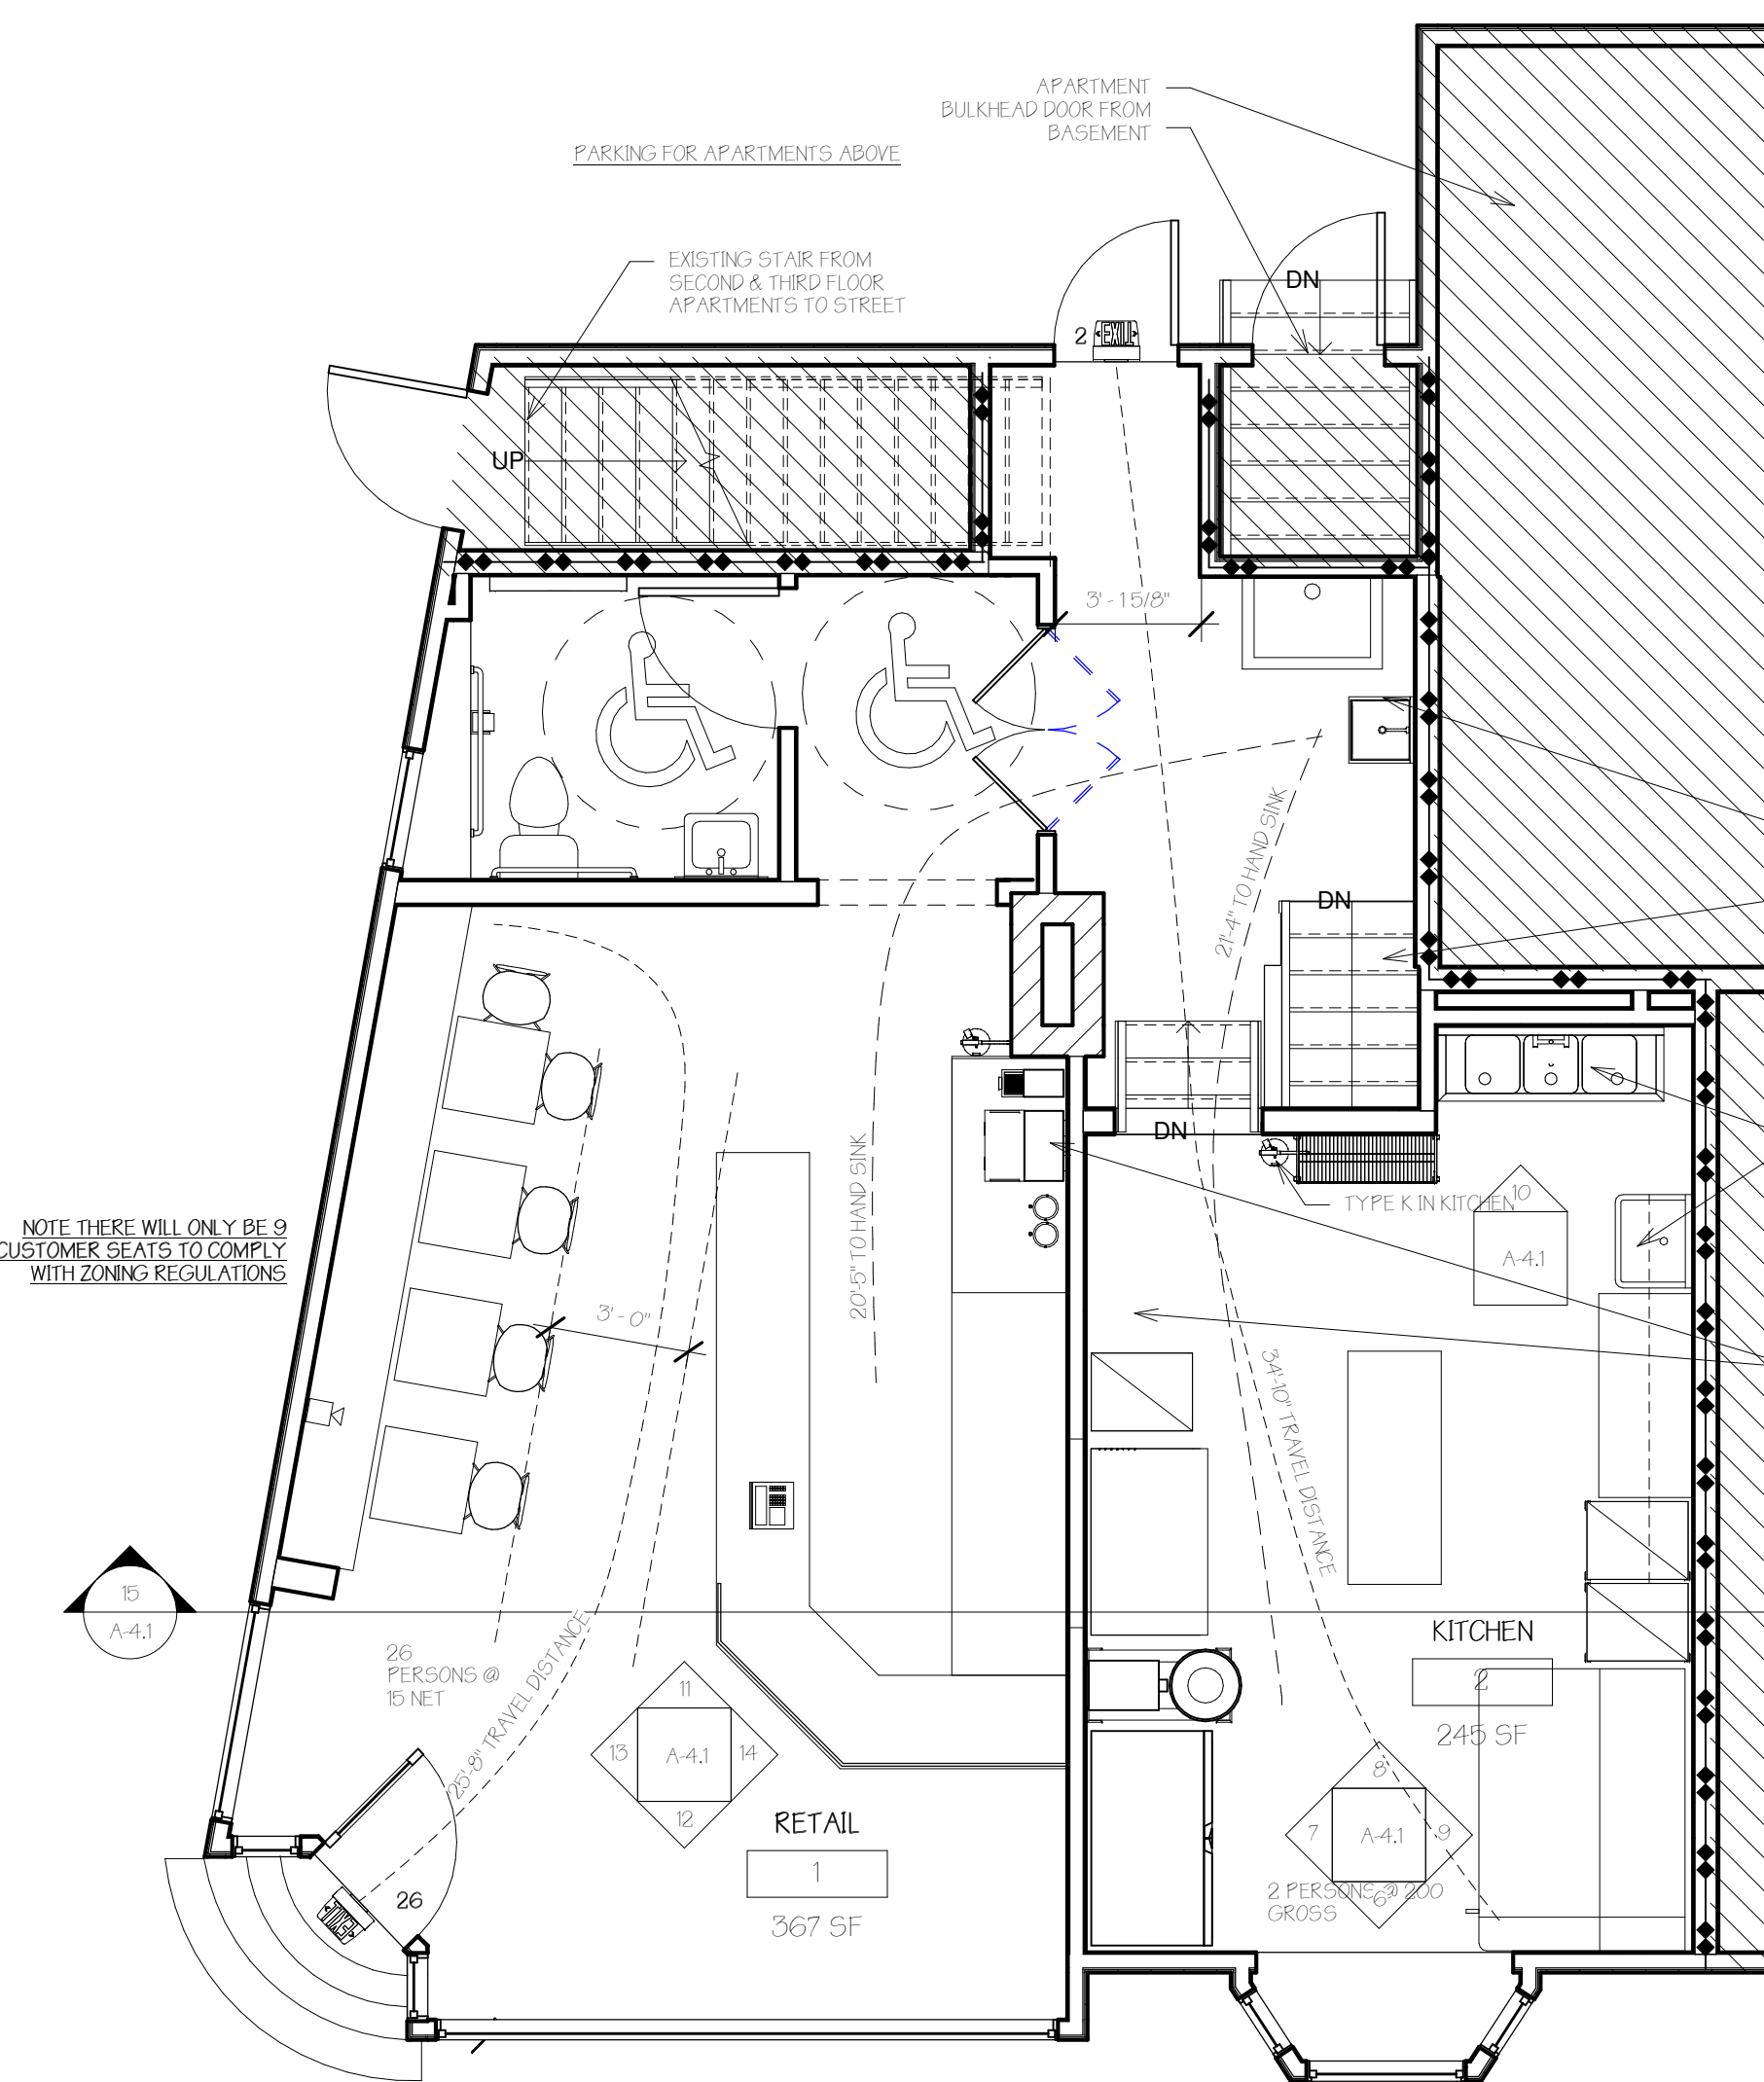 APARTMENT
BULKHEAD DOOR FROM
BASEMENT
PARKING FOR APARTMENTS ABOVE
EXISTING STAIR FROM
SECOND & THIRD FLOOR
APARTMENTS TO STREET
DN
2
EXIT
UP
3' - 1 5/8"
21'-4" TO HAND SINK
DN
DN
20'-5" TO HAND SINK
TYPE K IN KITCHEN
10
A-4.1
NOTE THERE WILL ONLY BE 9
CUSTOMER SEATS TO COMPLY
WITH ZONING REGULATIONS
3' - 0"
34'-10" TRAVEL DISTANCE
15
A-4.1
26
PERSONS @
15 NET
25'-8" TRAVEL DISTANCE
11
13
A-4.1
14
12
KITCHEN
2
245 SF
RETAIL
1
367 SF
8
7
A-4.1
9
6
2 PERSONS @ 200
GROSS
26
EXIT